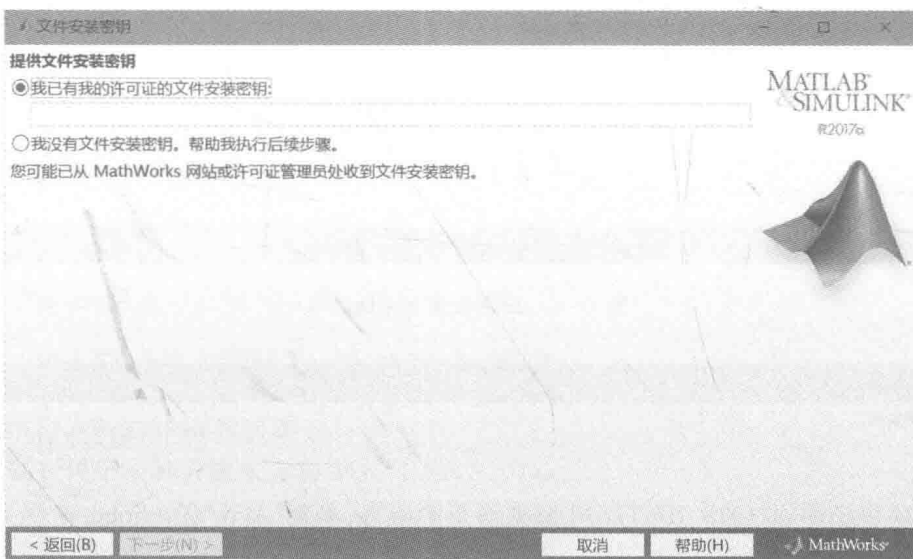 文件安装密钥
提供文件安装密钥
我已有我的许可证的文件安装密钥:
我没有文件安装密钥。帮助我执行后续步骤。
您可能已从 MathWorks 网站或许可证管理员处收到文件安装密钥。
MATLAB®
&SIMULINK®
R2017a
< 返回(B)
下一步(N) >
取消
帮助(H)
MathWorks®